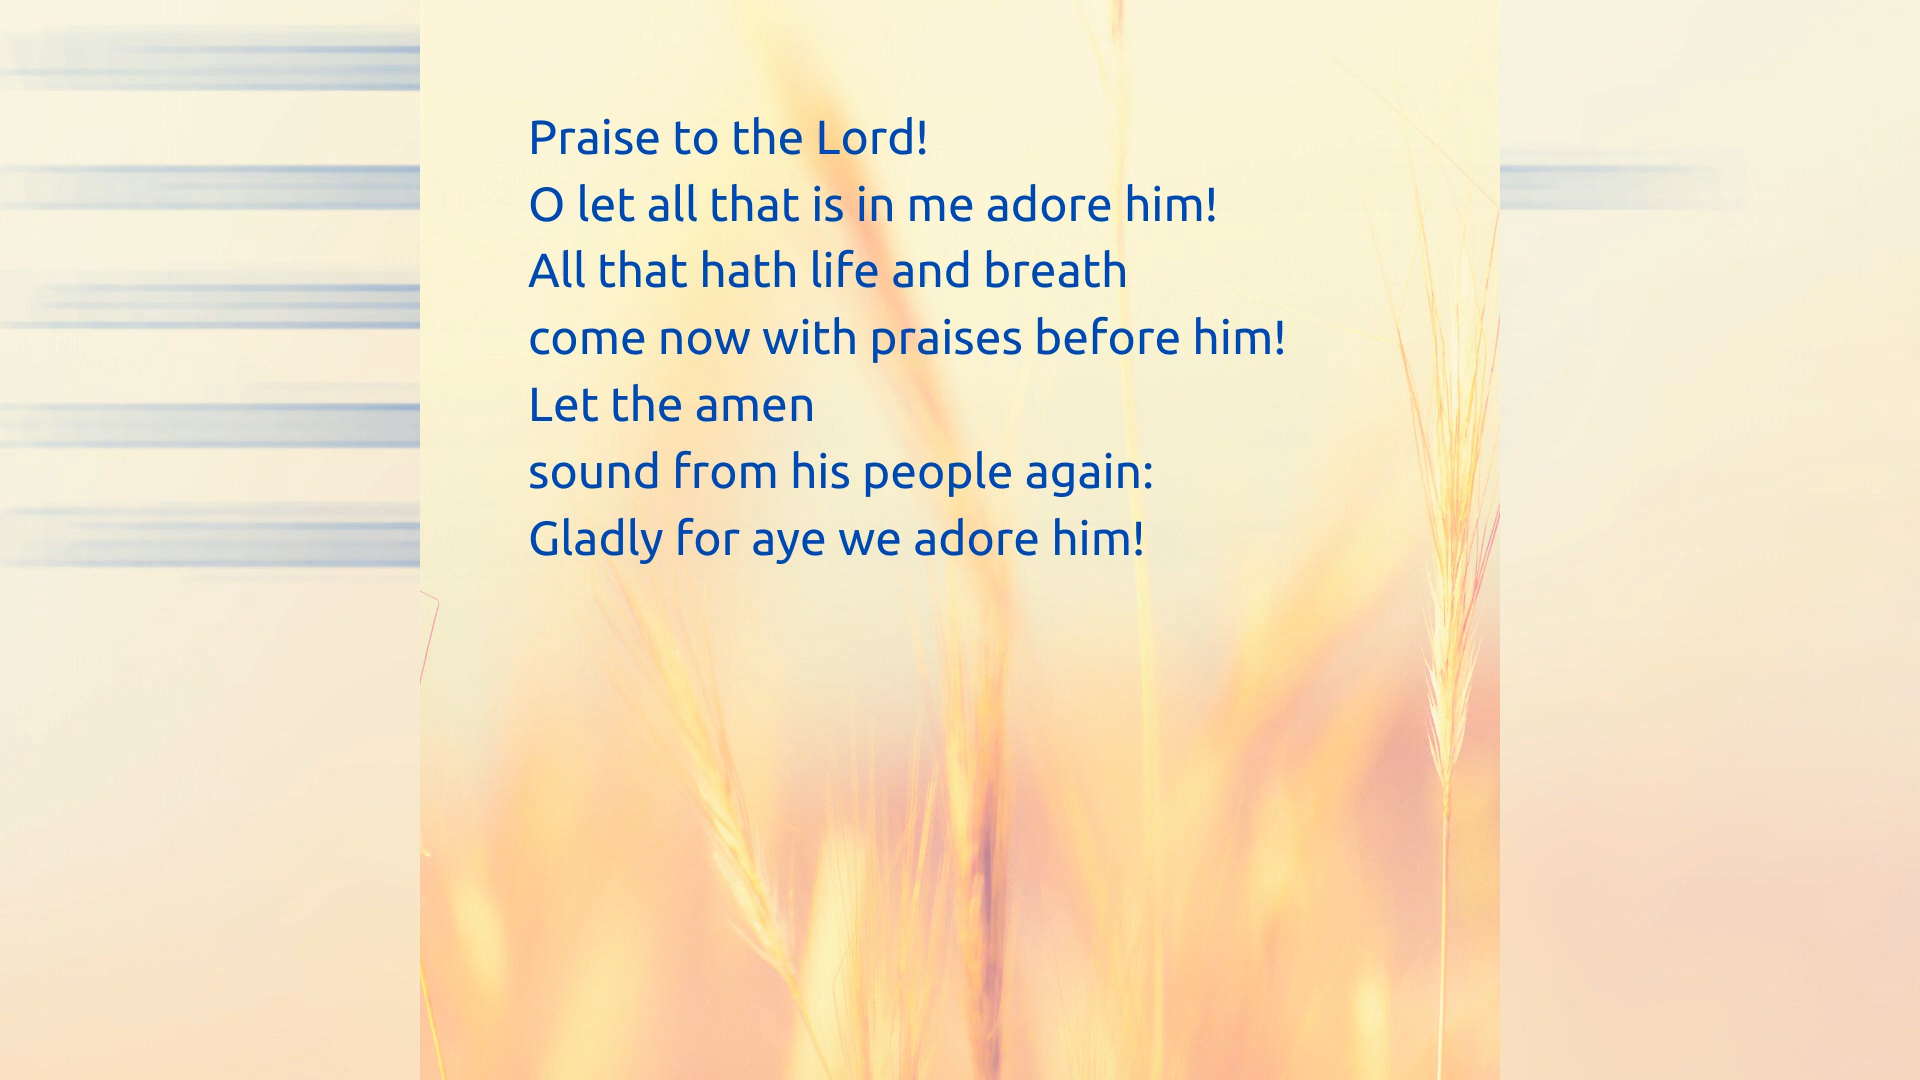 Praise to the Lord!
O let all that is in me adore him!
All that hath life and breath
come now with praises before him!
Let the amen
sound from his people again:
Gladly for aye we adore him!